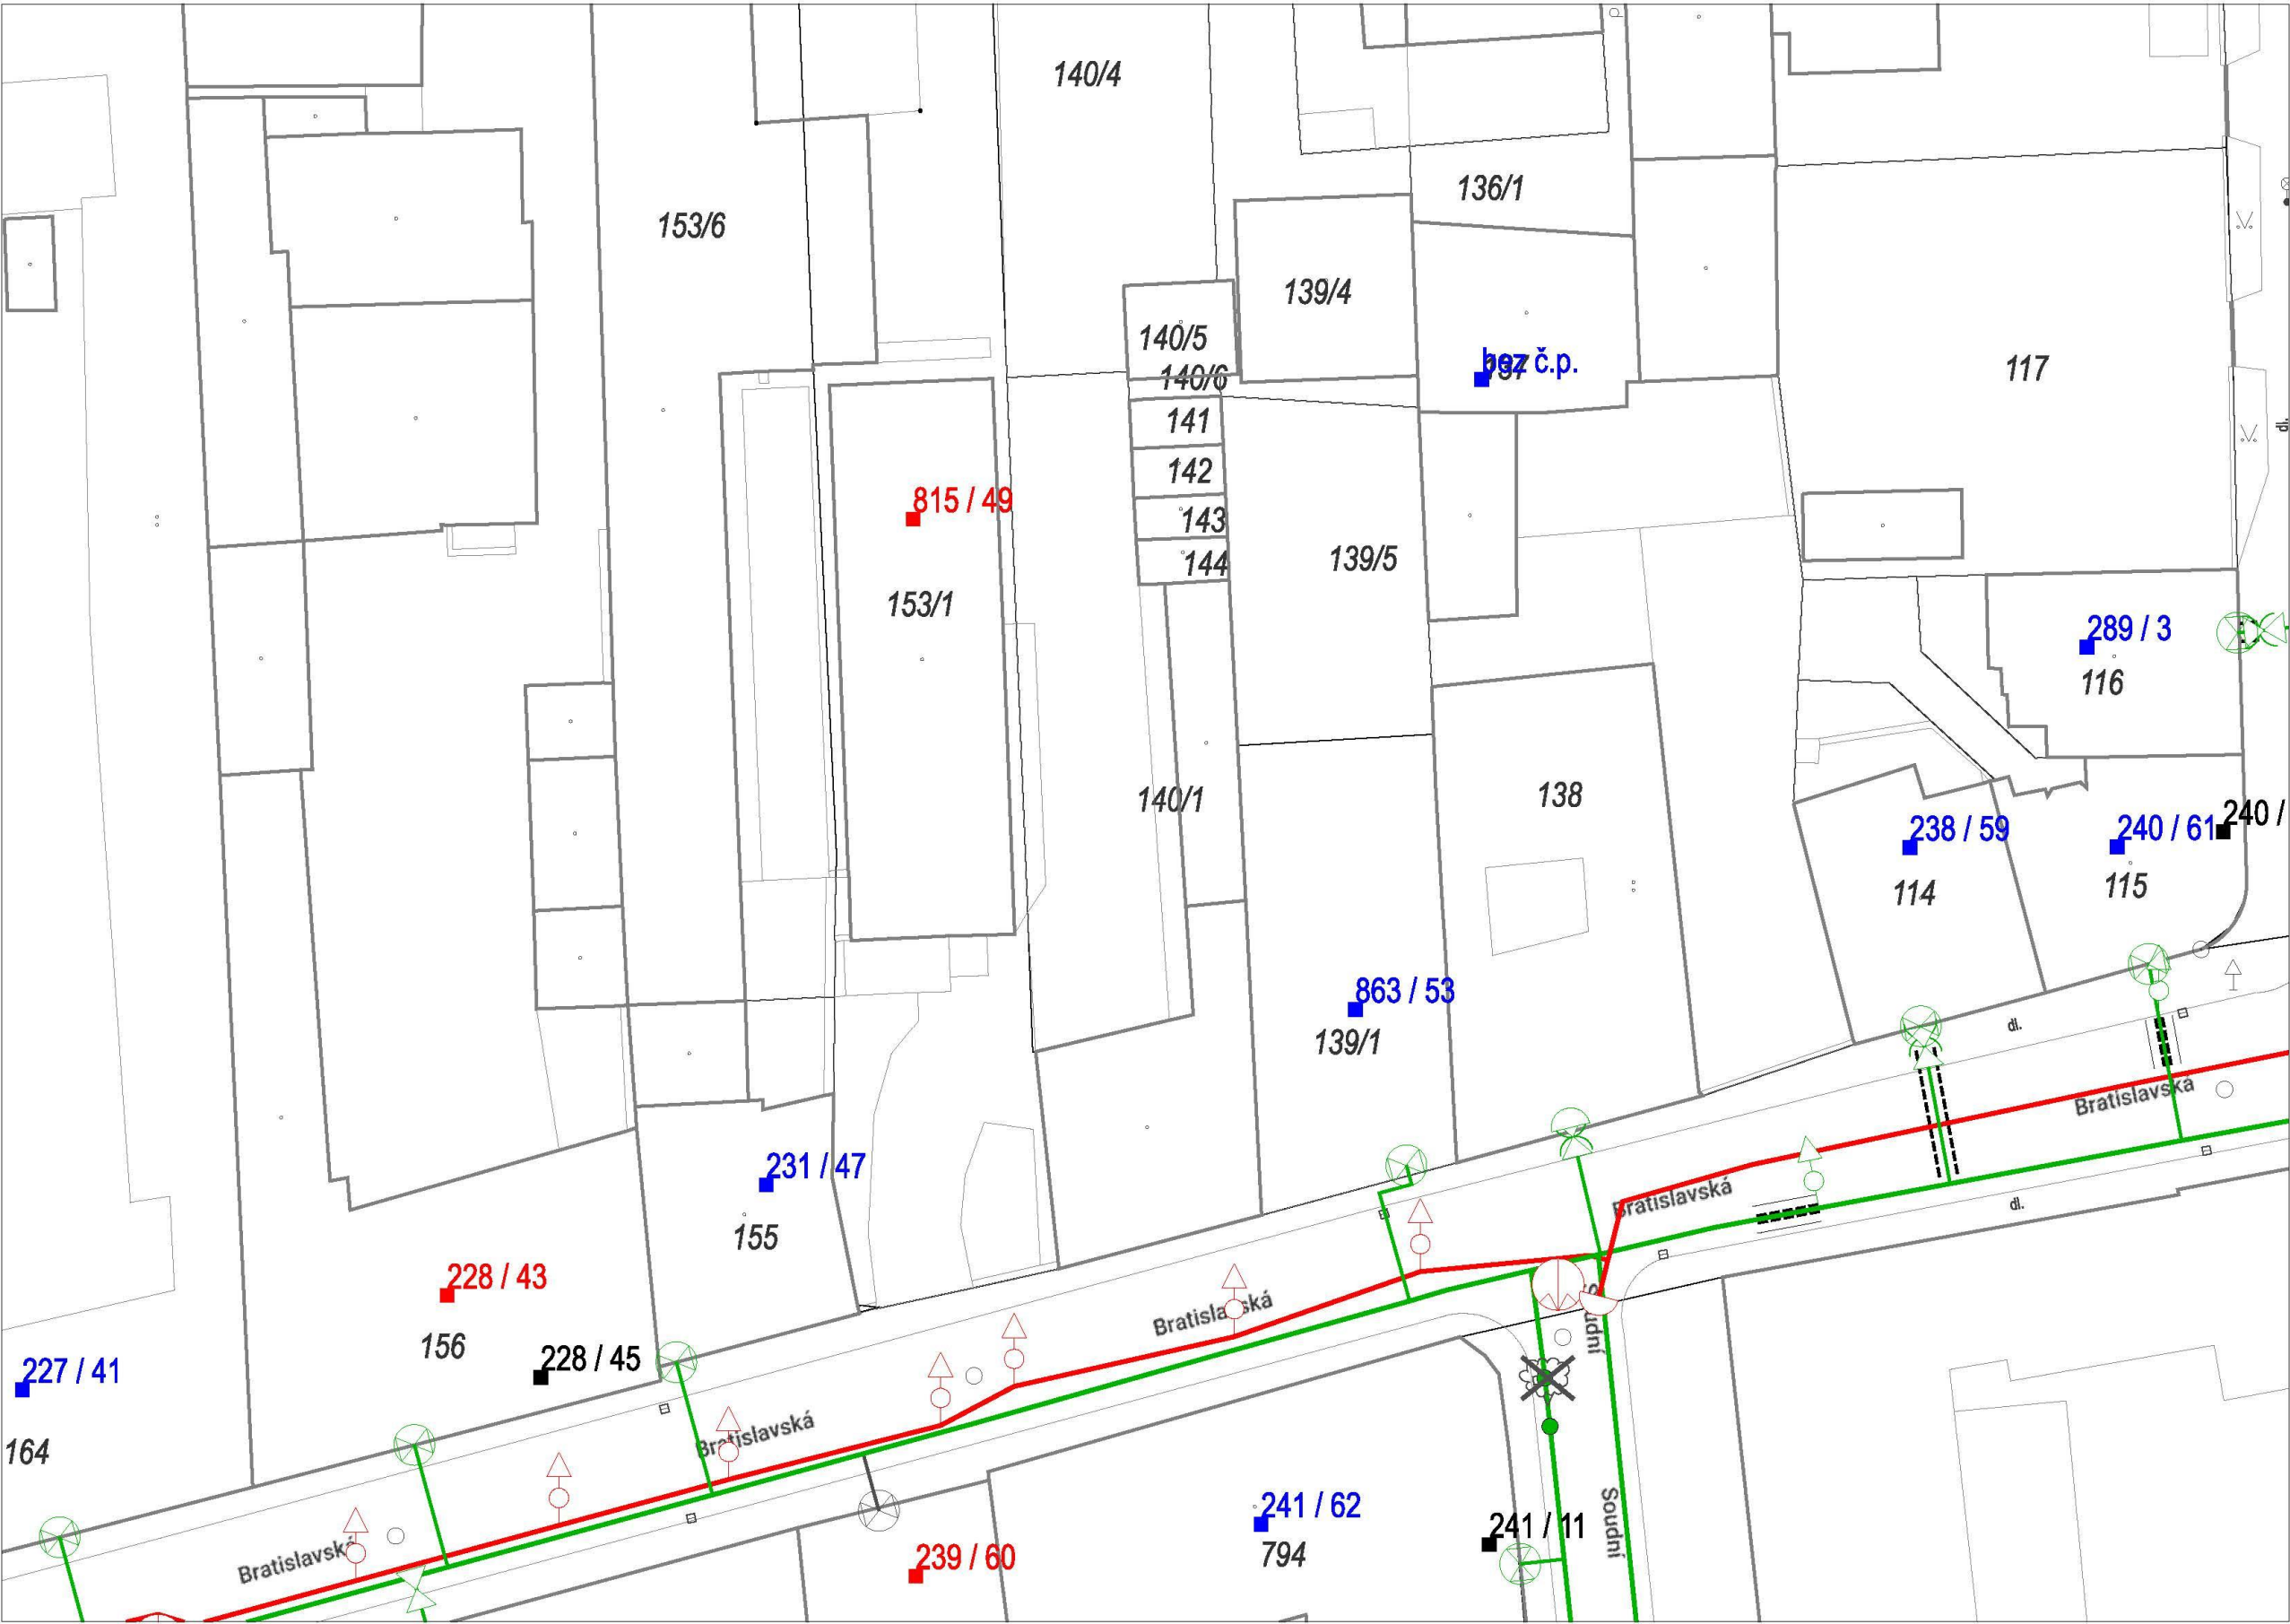 140/4
136/1
153/6
139/4
140/5
140/6
bez č.p.
137
117
141
142
143
144
dl.
815 / 49
153/1
139/5
289 / 3
116
138
140/1
238 / 59
240 / 61
240 /
114
115
863 / 53
139/1
dl.
Bratislavská
231 / 47
155
Bratislavská
dl.
228 / 43
156
228 / 45
Bratislavská
Soudní
227 / 41
164
Bratislavská
241 / 62
794
241 / 11
Soudní
Bratislavská
239 / 60